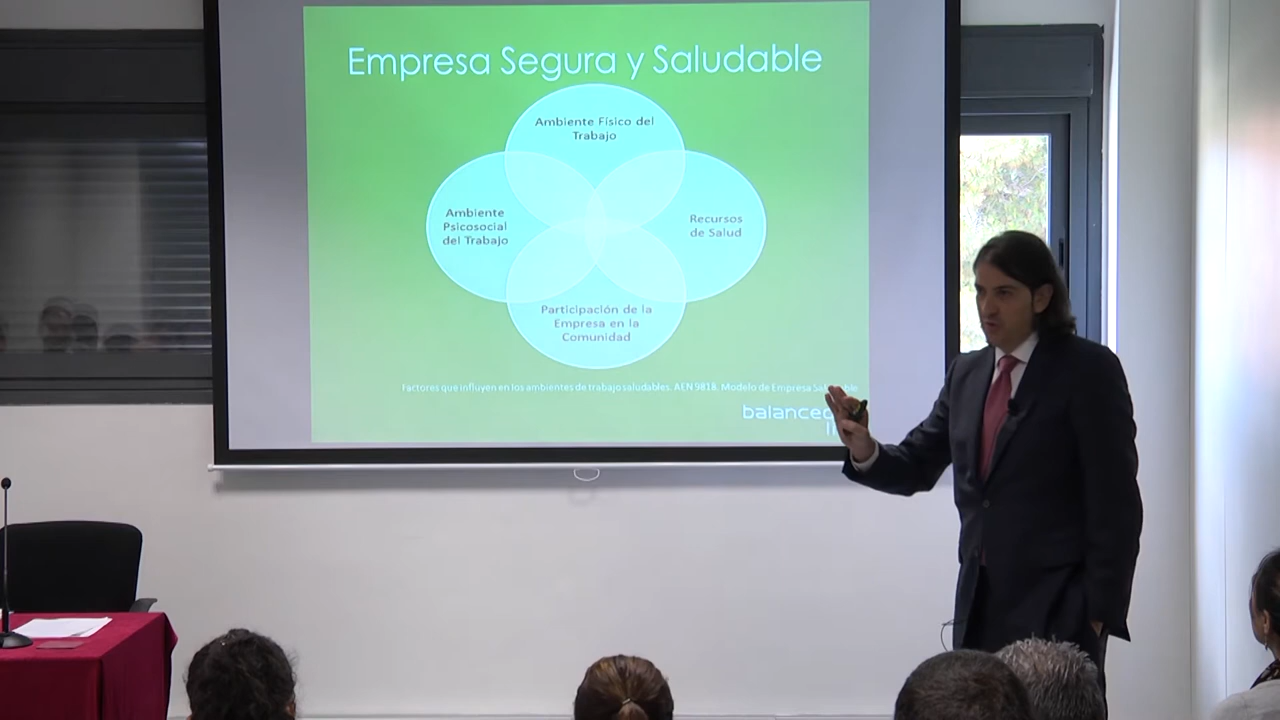 Empresa Segura y Saludable
Ambiente Físico del
Trabajo
Ambiente
Psicosocial
del Trabajo
Recursos
de Salud
Participación de la
Empresa en la
Comunidad
Factores que influyen en los ambientes de trabajo saludables. AEN 9818. Modelo de Empresa Saludable